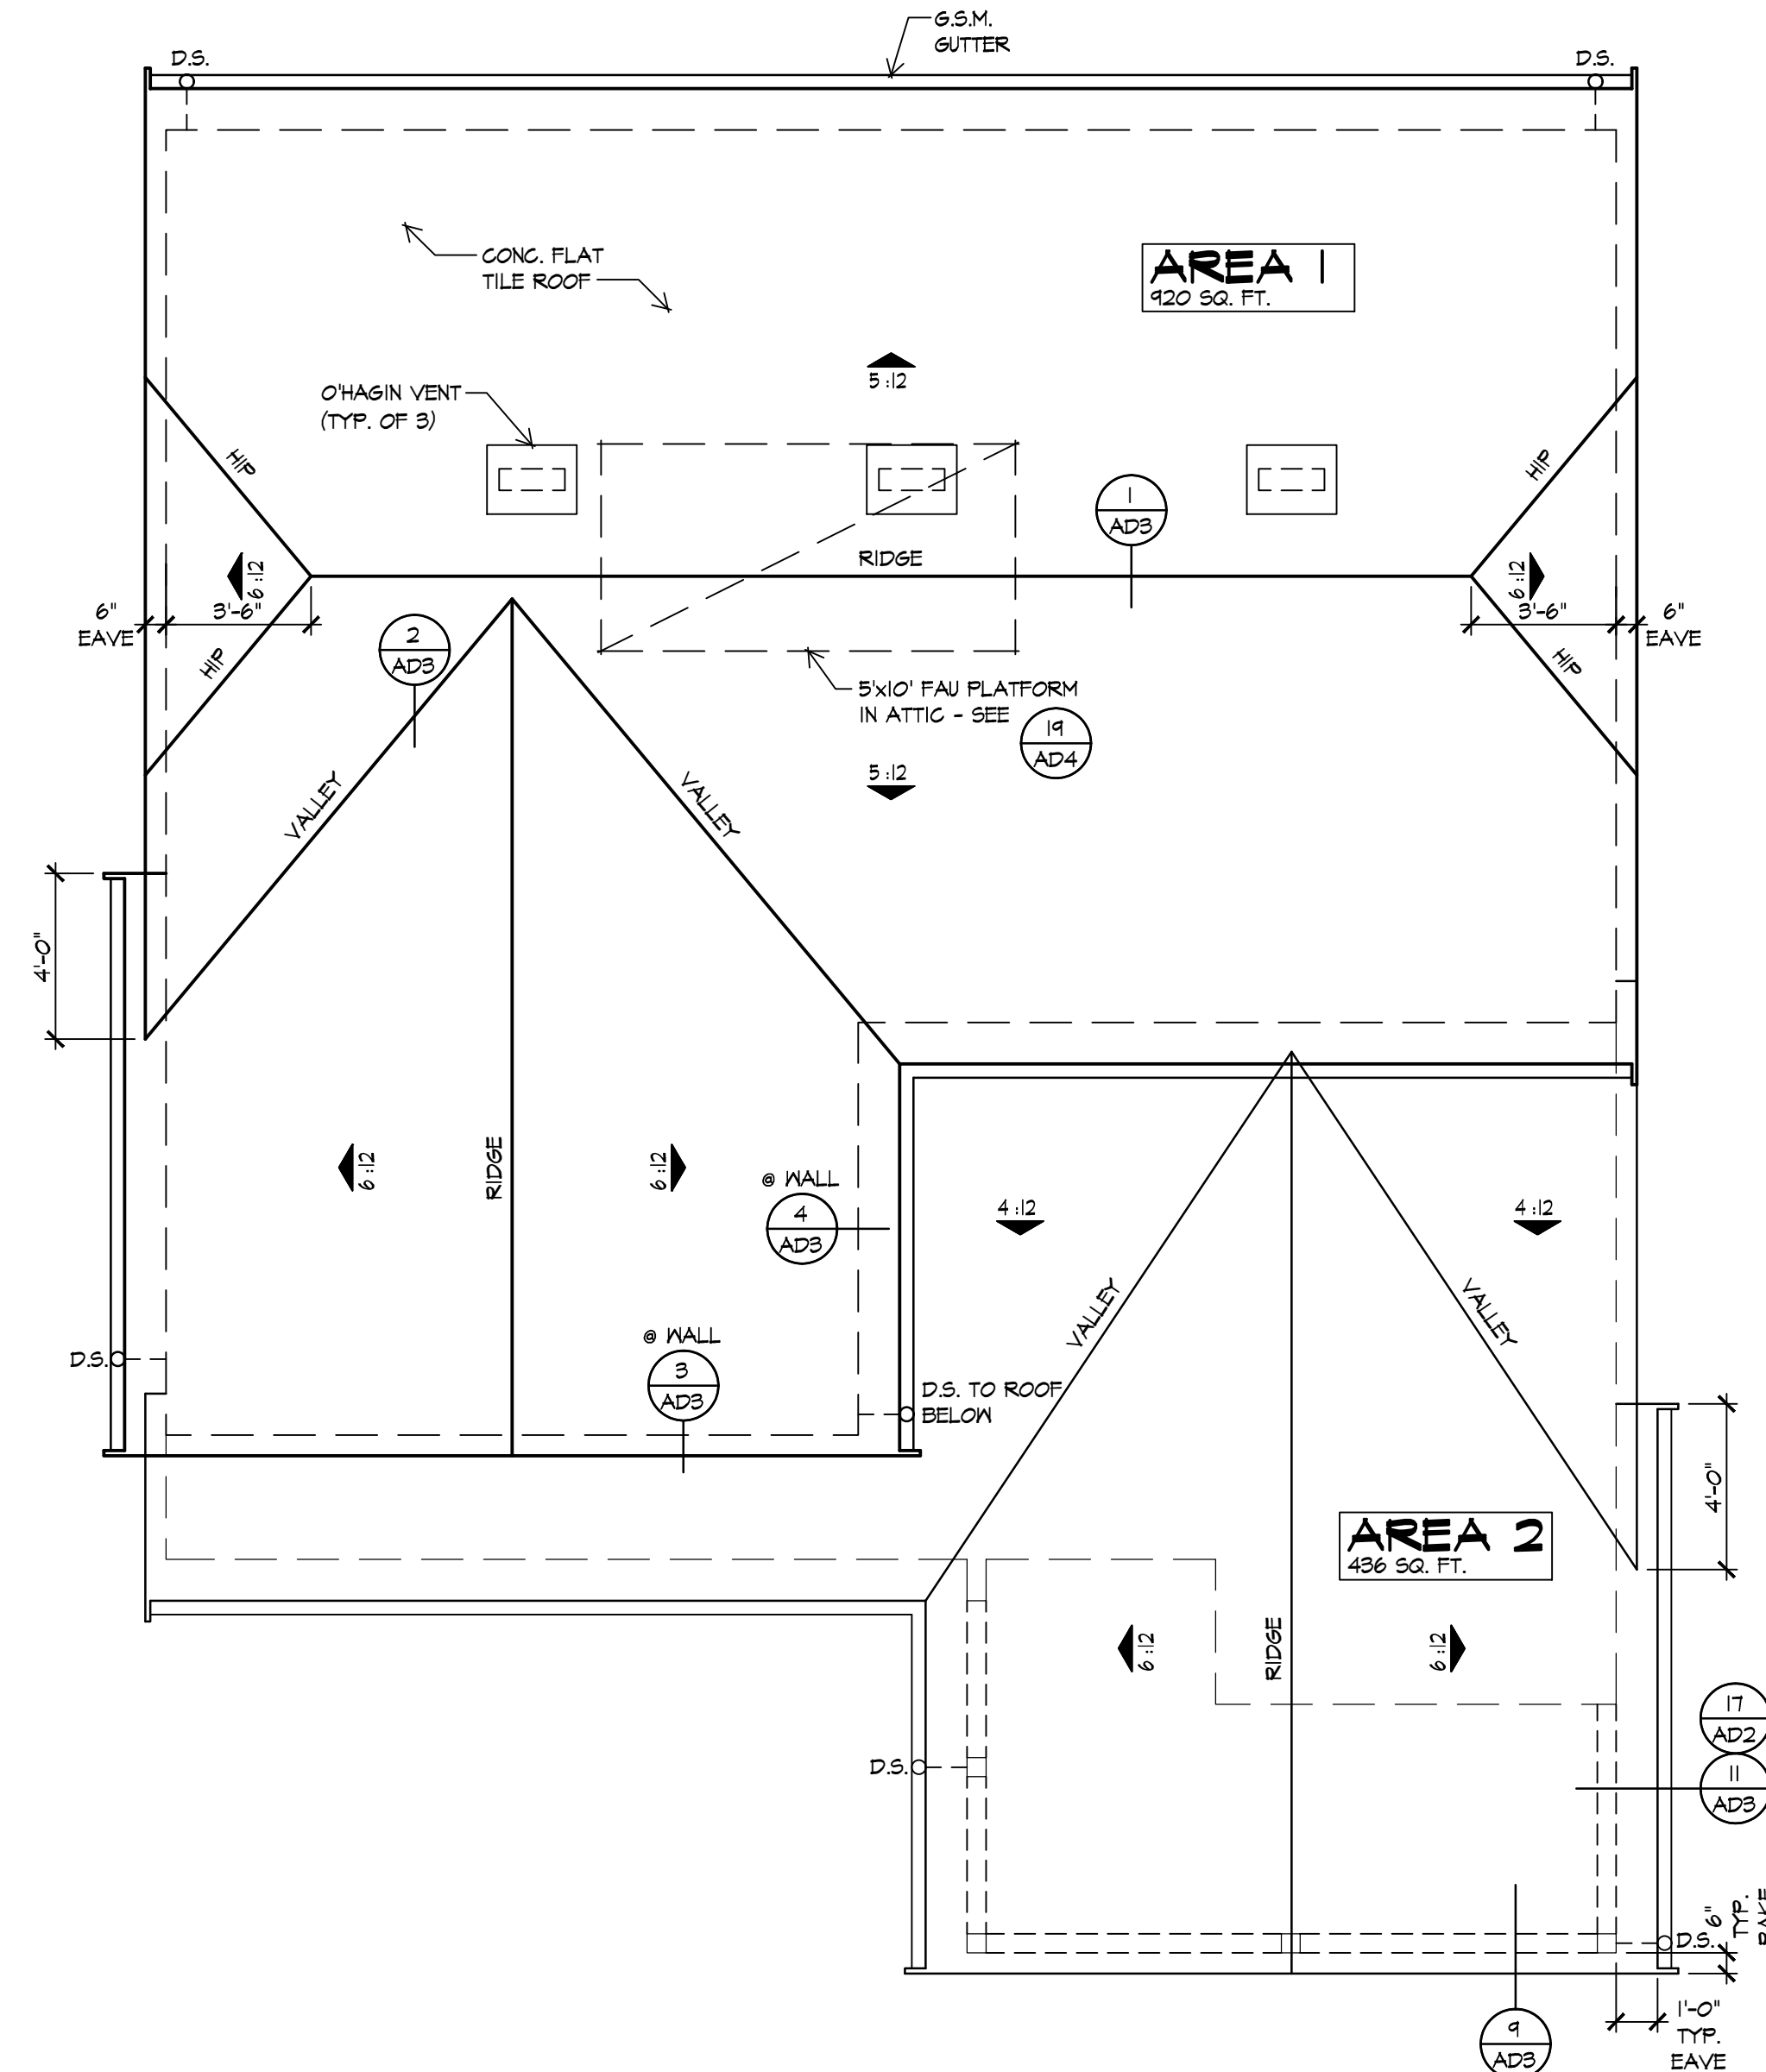 G.S.M.
GUTTER
D.S.
D.S.
CONC. FLAT
TILE ROOF
AREA 1
920 SQ. FT.
5:12
O'HAGIN VENT
(TYP. OF 3)
HIP
HIP
1
AD3
RIDGE
6:12
6:12
6"
EAVE
3'-6"
3'-6"
6"
EAVE
2
AD3
HIP
HIP
5'x10' FAU PLATFORM
IN ATTIC - SEE
19
AD4
5:12
VALLEY
VALLEY
4'-0"
6:12
RIDGE
6:12
@ WALL
4
AD3
4:12
4:12
VALLEY
VALLEY
@ WALL
3
AD3
D.S.
D.S. TO ROOF
BELOW
4'-0"
AREA 2
436 SQ. FT.
6:12
RIDGE
6:12
17
AD2
11
AD3
D.S.
6"
TYP.
D.S.
1'-0"
TYP.
EAVE
9
AD3